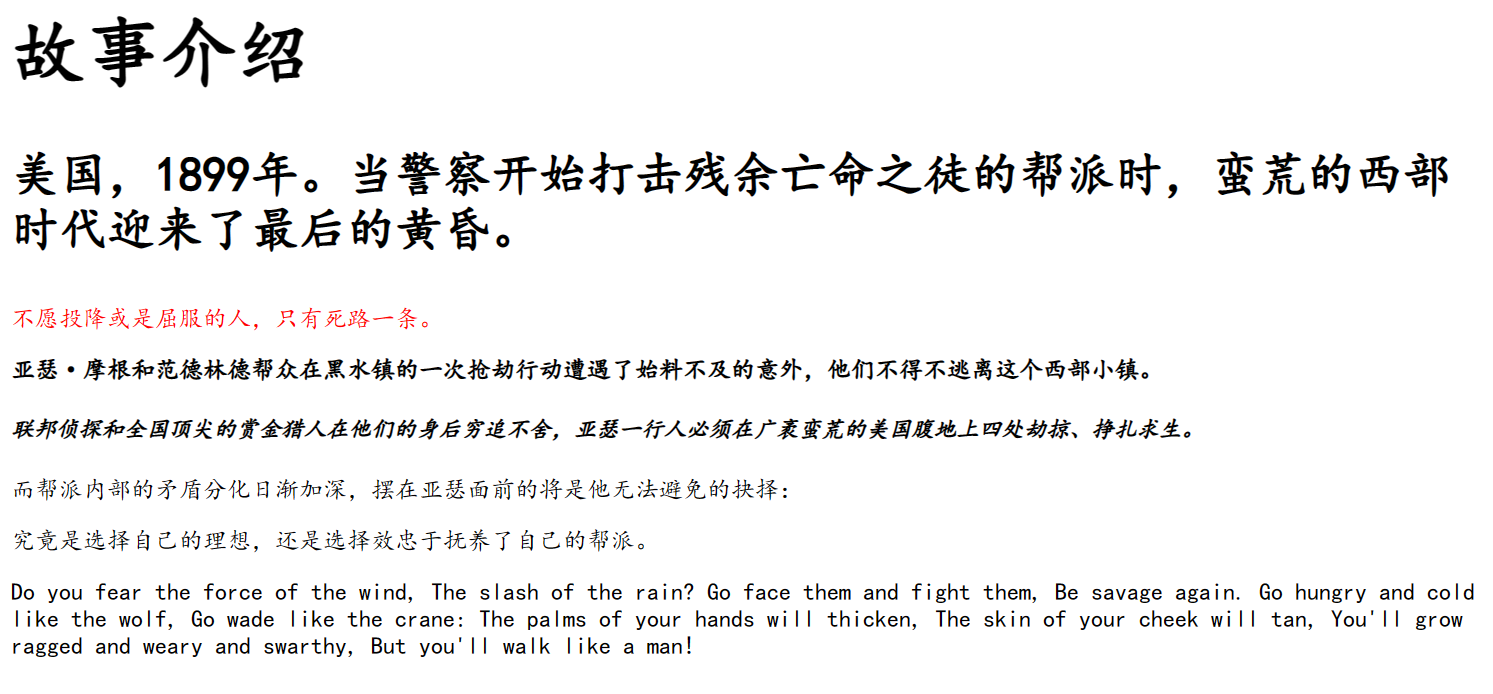 故事介绍
美国，1899年。当警察开始打击残余亡命之徒的帮派时，蛮荒的西部
时代迎来了最后的黄昏。
不愿投降或是屈服的人，只有死路一条。
亚瑟·摩根和范德林德帮众在黑水镇的一次抢劫行动遭遇了始料不及的意外，他们不得不逃离这个西部小镇。
联邦侦探和全国顶尖的赏金猎人在他们的身后穷追不舍，亚瑟一行人必须在广袤蛮荒的美国腹地上四处劫掠、挣扎求生。
而帮派内部的矛盾分化日渐加深，摆在亚瑟面前的将是他无法避免的抉择：
究竟是选择自己的理想，还是选择效忠于抚养了自己的帮派。
Do you fear the force of the wind, The slash of the rain? Go face them and fight them, Be savage again. Go hungry and cold
like the wolf, Go wade like the crane: The palms of your hands will thicken, The skin of your cheek will tan, You'll grow
ragged and weary and swarthy, But you'll walk like a man!